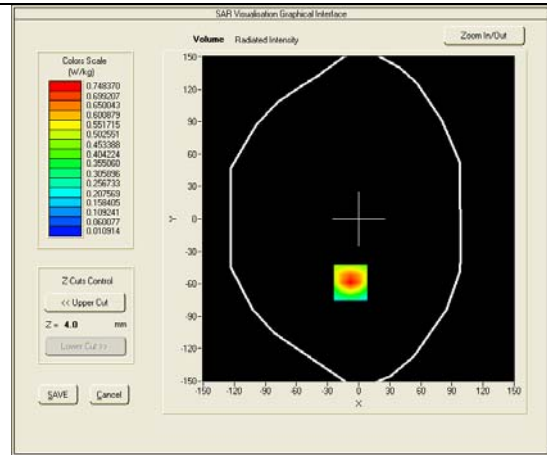 SAR Visualisation Graphical Interface
Volume Radiated Intensity
Zoom In/Out
Colors Scale
(W/kg)
0.748370
0.699207
0.650043
0.600879
0.551715
0.502551
0.453388
0.404224
0.355060
0.305896
0.256733
0.207569
0.158405
0.109241
0.060077
0.010914
Z Cuts Control
<< Upper Cut
Z = 4.0 mm
Lower Cut >>
SAVE
Cancel
150
120
90
60
30
0
-30
-60
-90
-120
-150
Y
-150 -120 -90 -60 -30 0 30 60 90 120 150
X